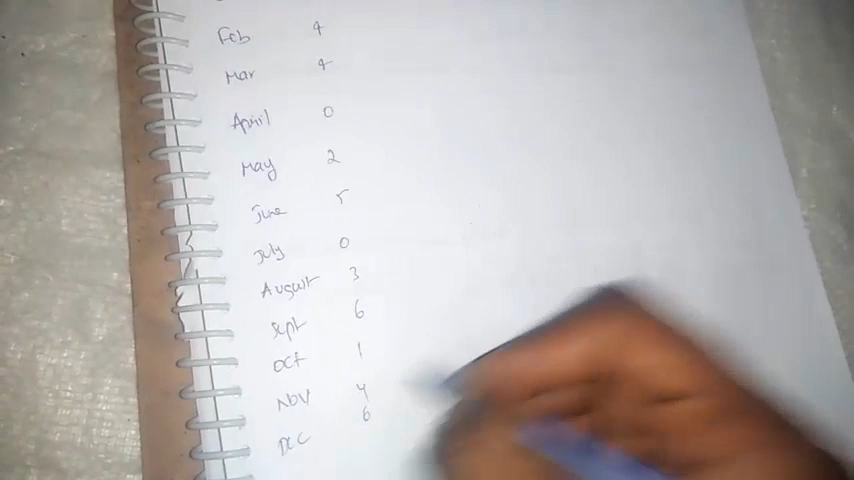 Feb 4
Mar 4
April 0
May 2
June 5
July 0
August 3
Sept 6
Oct 1
Nov 4
Dec 6